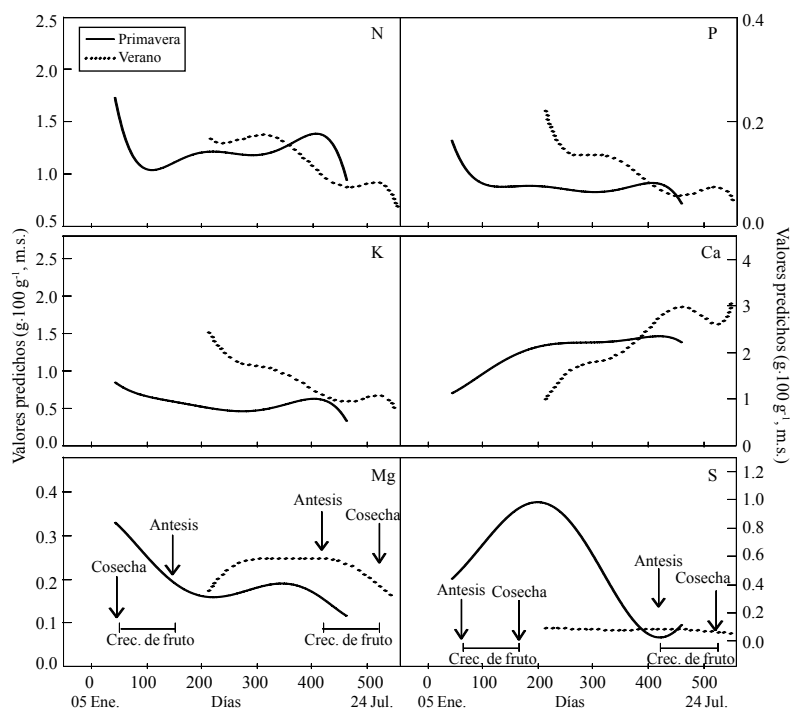 2.5
2.0
1.5
1.0
0.5
Primavera
Verano
N
P
0.4
0.2
0.0
Valores predichos (g·100 g-1, m.s.)
2.5
2.0
1.5
1.0
0.5
0.0
K
Ca
4
3
2
1
0
Valores predichos (g·100 g-1, m.s.)
0.4
0.3
0.2
0.1
0.0
Mg
Cosecha
Antesis
Antesis
Cosecha
Crec. de fruto
Crec. de fruto
S
Antesis
Cosecha
Antesis
Cosecha
Crec. de fruto
Crec. de fruto
1.2
1.0
0.8
0.6
0.4
0.2
0.0
0 100 200 300 400 500
05 Ene. Días 24 Jul.
0 100 200 300 400 500
05 Ene. Días 24 Jul.